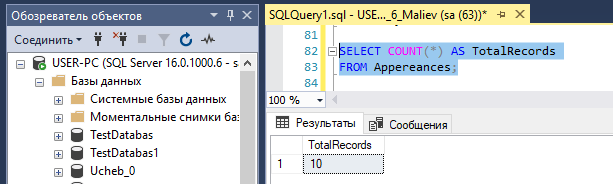 Обозреватель объектов
Соединить
USER-PC (SQL Server 16.0.1000.6 - s
Базы данных
Системные базы данных
Моментальные снимки баз
TestDatabas
TestDatabas1
Ucheb_0
SQLQuery1.sql - USE..._6_Maliev (sa (63))*
81
82 SELECT COUNT(*) AS TotalRecords
83 FROM Appereances;
100 %
Результаты Сообщения
TotalRecords
1 10